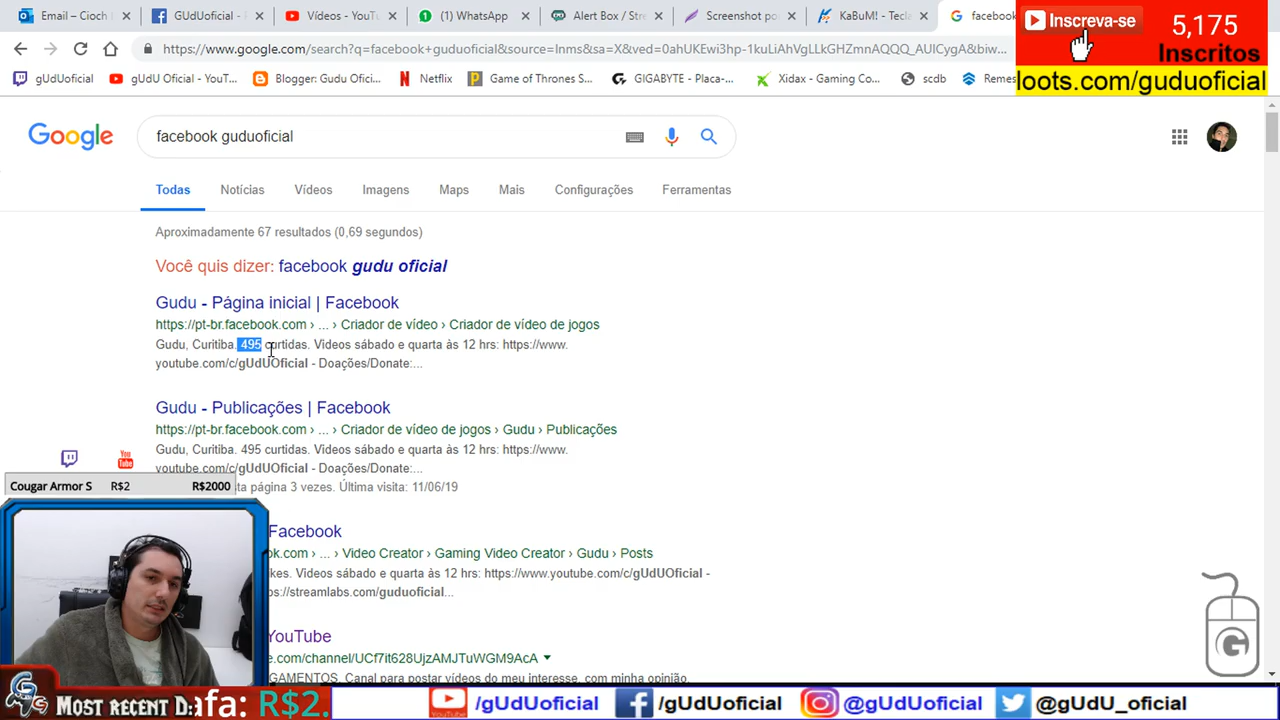 Email – Cioch
GUduOficial -
Vídeos - YouTu
(1) WhatsApp
Alert Box / Stre
Screenshot po
KaBuM! - Tecla
facebook
Inscreva-se
5,175
Inscritos
loots.com/guduoficial
https://www.google.com/search?q=facebook+guduoficial&source=lnms&sa=X&ved=0ahUKEwi3hp-1kuLiAhVgLLkGHZmnAQQQ_AUICygA&biw...
gUduOficial
gUdU Oficial - YouT...
Blogger: Gudu Ofici...
Netflix
Game of Thrones S...
GIGABYTE - Placa-...
Xidax - Gaming Co...
scdb
Remes
Google
facebook guduoficial
Todas
Notícias
Vídeos
Imagens
Maps
Mais
Configurações
Ferramentas
Aproximadamente 67 resultados (0,69 segundos)
Você quis dizer: facebook gudu oficial
Gudu - Página inicial | Facebook
https://pt-br.facebook.com › ... › Criador de vídeo › Criador de vídeo de jogos
Gudu, Curitiba. 495 curtidas. Videos sábado e quarta às 12 hrs: https://www.
youtube.com/c/gUdUOficial - Doações/Donate:...
Gudu - Publicações | Facebook
https://pt-br.facebook.com › ... › Criador de vídeo de jogos › Gudu › Publicações
Gudu, Curitiba. 495 curtidas. Videos sábado e quarta às 12 hrs: https://www.
youtube.com/c/gUdUOficial - Doações/Donate:...
sta página 3 vezes. Última visita: 11/06/19
Cougar Armor S R$2 R$2000
Facebook
ok.com › ... › Video Creator › Gaming Video Creator › Gudu › Posts
ikes. Videos sábado e quarta às 12 hrs: https://www.youtube.com/c/gUdUOficial -
ps://streamlabs.com/guduoficial...
YouTube
e.com/channel/UCf7it628UjzAMJTuWGM9AcA
GAMENTOS. Canal para postar vídeos do meu interesse, com minha opinião.
G
Most recent D:
afa: R$2.
/gUdUoficial
/gUdUoficial
@gUdUoficial
@gUdU_oficial